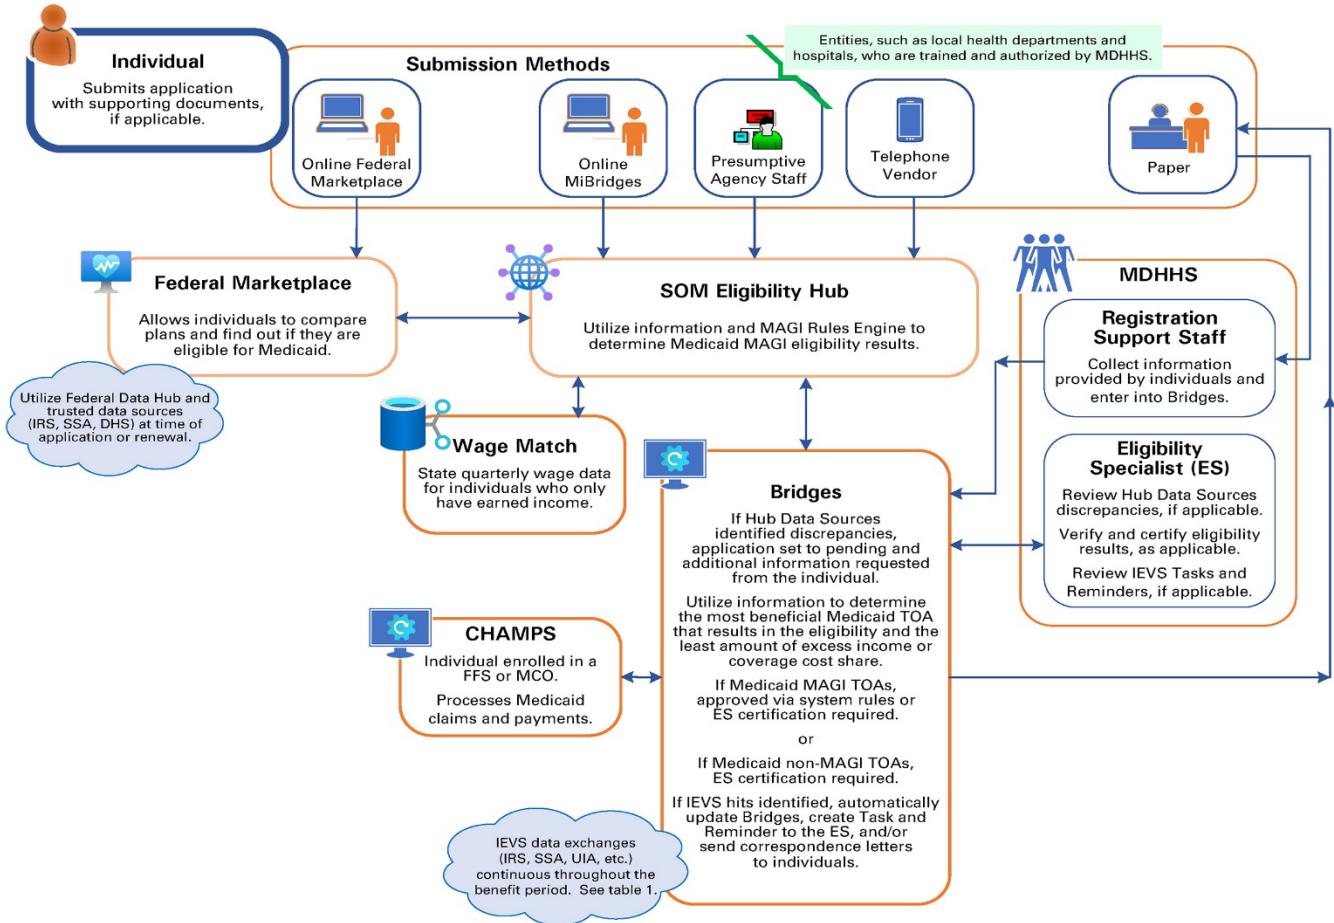 Individual
Submits application
with supporting documents,
if applicable.
Submission Methods
Entities, such as local health departments and
hospitals, who are trained and authorized by MDHHS.
Online Federal
Marketplace
Online
MiBridges
Presumptive
Agency Staff
Telephone
Vendor
Paper
Federal Marketplace
Allows individuals to compare
plans and find out if they are
eligible for Medicaid.
Utilize Federal Data Hub and
trusted data sources
(IRS, SSA, DHS) at time of
application or renewal.
SOM Eligibility Hub
Utilize information and MAGI Rules Engine to
determine Medicaid MAGI eligibility results.
MDHHS
Registration
Support Staff
Collect information
provided by individuals and
enter into Bridges.
Eligibility
Specialist (ES)
Review Hub Data Sources
discrepancies, if applicable.
Verify and certify eligibility
results, as applicable.
Review IEVS Tasks and
Reminders, if applicable.
Wage Match
State quarterly wage data
for individuals who only
have earned income.
Bridges
If Hub Data Sources
identified discrepancies,
application set to pending and
additional information requested
from the individual.
Utilize information to determine
the most beneficial Medicaid TOA
that results in the eligibility and the
least amount of excess income or
coverage cost share.
If Medicaid MAGI TOAs,
approved via system rules or
ES certification required.
or
If Medicaid non-MAGI TOAs,
ES certification required.
If IEVS hits identified, automatically
update Bridges, create Task and
Reminder to the ES, and/or
send correspondence letters
to individuals.
CHAMPS
Individual enrolled in a
FFS or MCO.
Processes Medicaid
claims and payments.
IEVS data exchanges
(IRS, SSA, UIA, etc.)
continuous throughout the
benefit period. See table 1.